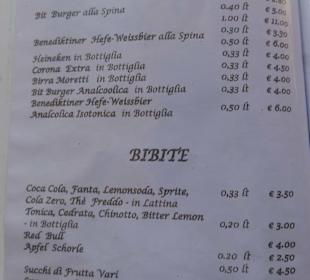 Bit Burger alla Spina 0.40 lt € 5.00
1.00 lt € 11.00
0.30 lt € 3.50
Benediktiner Hefe-Weissbier alla Spina 0,50 lt € 6.00
Heineken in Bottiglia 0,33 lt € 4.00
Corona Extra in Bottiglia 0,33 lt € 4.50
Birra Moretti in Bottiglia 0,33 lt € 4.00
Bit Burger Analcoolica in Bottiglia 0,33 lt € 4.00
Benediktiner Hefe-Weissbier
Analcolica Isotonica in Bottiglia 0,50 lt € 6.00
BIBITE
Coca Cola, Fanta, Lemonsoda, Sprite,
Cola Zero, Thè Freddo - in Lattina 0,33 lt € 3.50
Tonica, Cedrata, Chinotto, Bitter Lemon
- in Bottiglia 0,20 lt € 3.00
Red Bull € 4.00
Apfel Schorle 0.20 lt € 2.50
0,50 lt € 4.50
Succhi di Frutta Vari